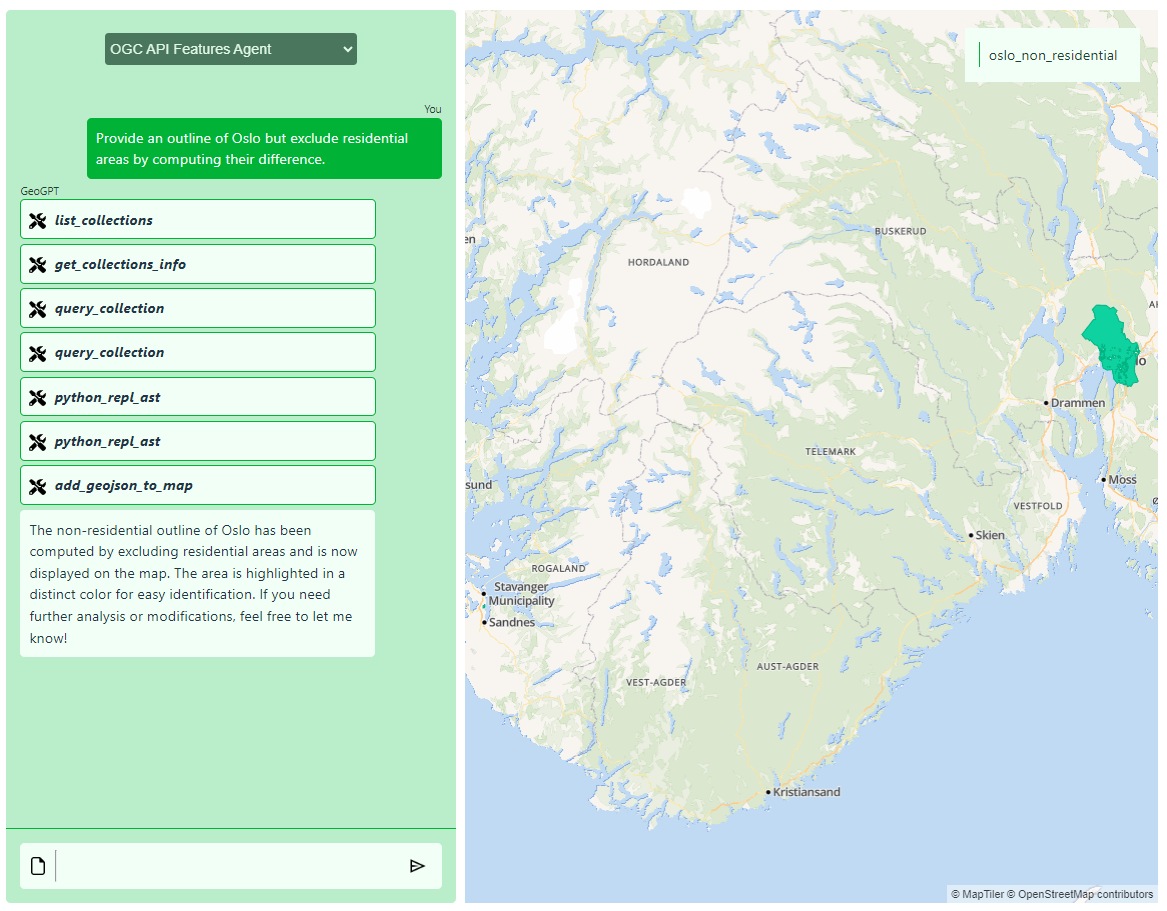 OGC API Features Agent
You
Provide an outline of Oslo but exclude residential
areas by computing their difference.
GeoGPT
list_collections
get_collections_info
query_collection
query_collection
python_repl_ast
python_repl_ast
add_geojson_to_map
The non-residential outline of Oslo has been
computed by excluding residential areas and is now
displayed on the map. The area is highlighted in a
distinct color for easy identification. If you need
further analysis or modifications, feel free to let me
know!
oslo_non_residential
BUSKERUD
en
HORDALAND
lo
Drammen
TELEMARK
Moss
sund
VESTFOLD
Skien
ROGALAND
Stavanger
Municipality
Sandnes
AUST-AGDER
VEST-AGDER
Kristiansand
© MapTiler © OpenStreetMap contributors